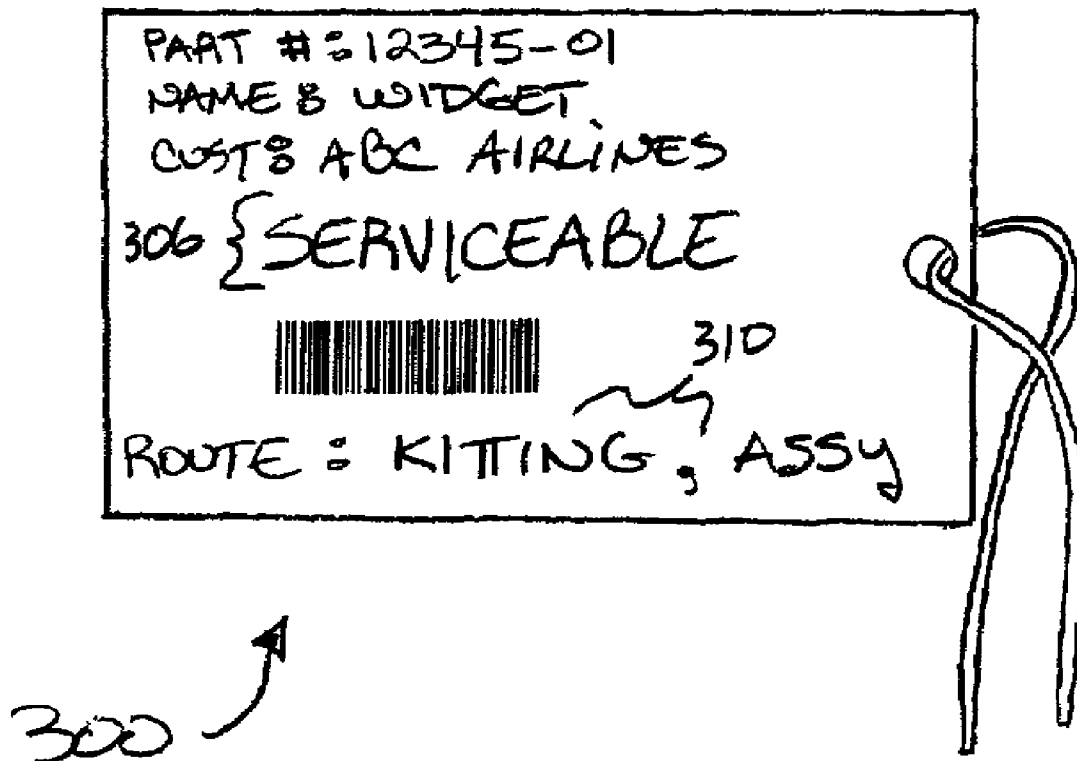 PART #: 12345-01
NAME: WIDGET
CUST: ABC AIRLINES
306 {SERVICEABLE
310
ROUTE: KITTING, ASSY
300